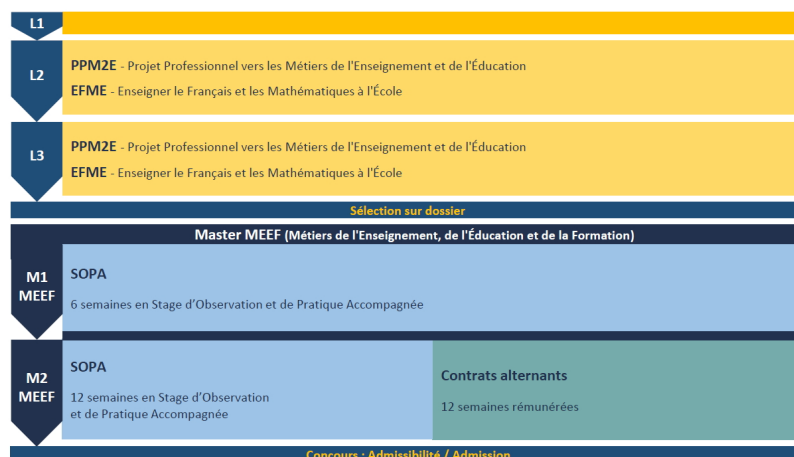 L1
L2
PPM2E - Projet Professionnel vers les Métiers de l'Enseignement et de l'Éducation
EFME - Enseigner le Français et les Mathématiques à l'École
L3
PPM2E - Projet Professionnel vers les Métiers de l'Enseignement et de l'Éducation
EFME - Enseigner le Français et les Mathématiques à l'École
Sélection sur dossier
Master MEEF (Métiers de l'Enseignement, de l'Éducation et de la Formation)
M1
MEEF
SOPA
6 semaines en Stage d’Observation et de Pratique Accompagnée
M2
MEEF
SOPA
12 semaines en Stage d’Observation
et de Pratique Accompagnée
Contrats alternants
12 semaines rémunérées
Concours : Admissibilité / Admission